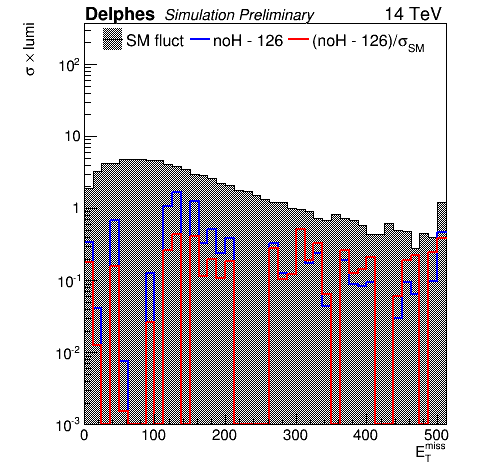 Delphes Simulation Preliminary 14 TeV
SM fluct noH - 126 (noH - 126)/σ_SM
σ × lumi
10²
10
1
10⁻¹
10⁻²
10⁻³
0 100 200 300 400 500
E_T^miss